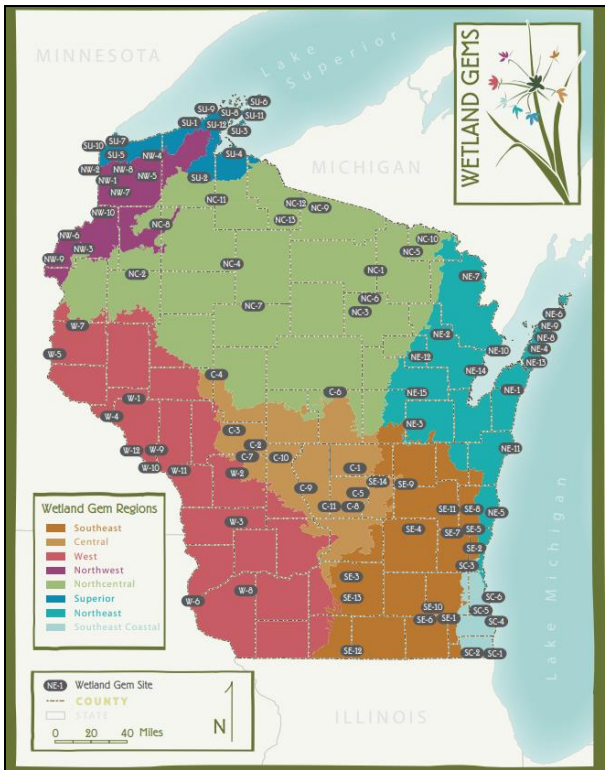 MINNESOTA
Lake
Superior
MICHIGAN
WETLAND GEMS
SU-6
SU-9
SU-8
SU-11
SU-1
SU-12
SU-3
SU-7
SU-10
SU-5
NW-4
SU-4
NW-2
NW-8
NW-5
SU-2
NW-1
NW-7
NC-11
NC-12
NC-9
NW-10
NC-13
NC-8
NW-6
NC-10
NW-3
NC-5
NW-9
NC-4
NC-2
NC-1
NE-7
NC-6
NC-7
NC-3
NE-6
W-7
NE-9
NE-2
NE-8
W-5
NE-10
NE-4
NE-12
NE-13
C-4
NE-14
NE-1
C-6
NE-15
W-1
W-4
C-3
NE-3
C-2
W-12
W-9
C-7
C-10
NE-11
W-10
W-11
W-2
C-1
SE-14
SE-9
C-9
C-5
C-11
C-8
SE-11
SE-8
NE-5
W-3
SE-4
SE-7
SE-5
SE-2
SC-3
SE-3
W-8
W-6
SE-13
SC-6
SE-10
SC-5
SE-6
SE-1
SC-4
SE-12
SC-2
SC-1
Lake Michigan
Wetland Gem Regions
Southeast
Central
West
Northwest
Northcentral
Superior
Northeast
Southeast Coastal
NE-1 Wetland Gem Site
COUNTY
STATE
0 20 40 Miles
N
ILLINOIS